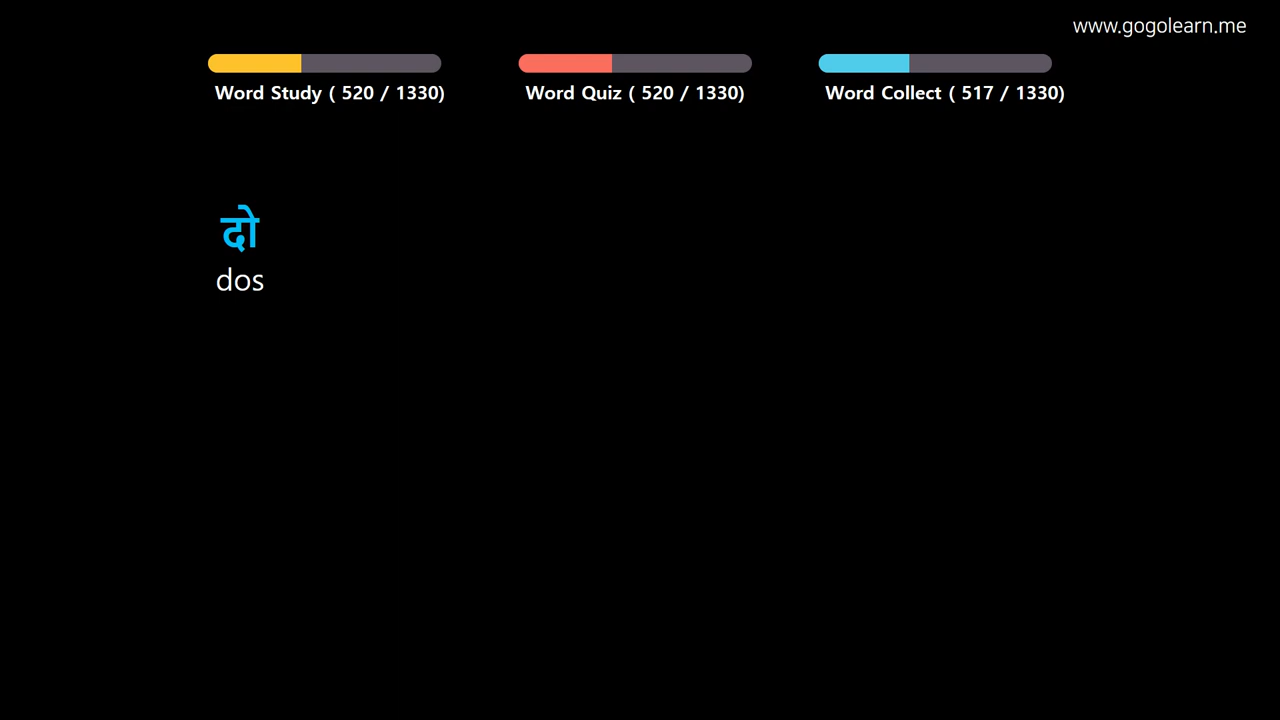 www.gogolearn.me
Word Study ( 520 / 1330)
Word Quiz ( 520 / 1330)
Word Collect ( 517 / 1330)
दो
dos